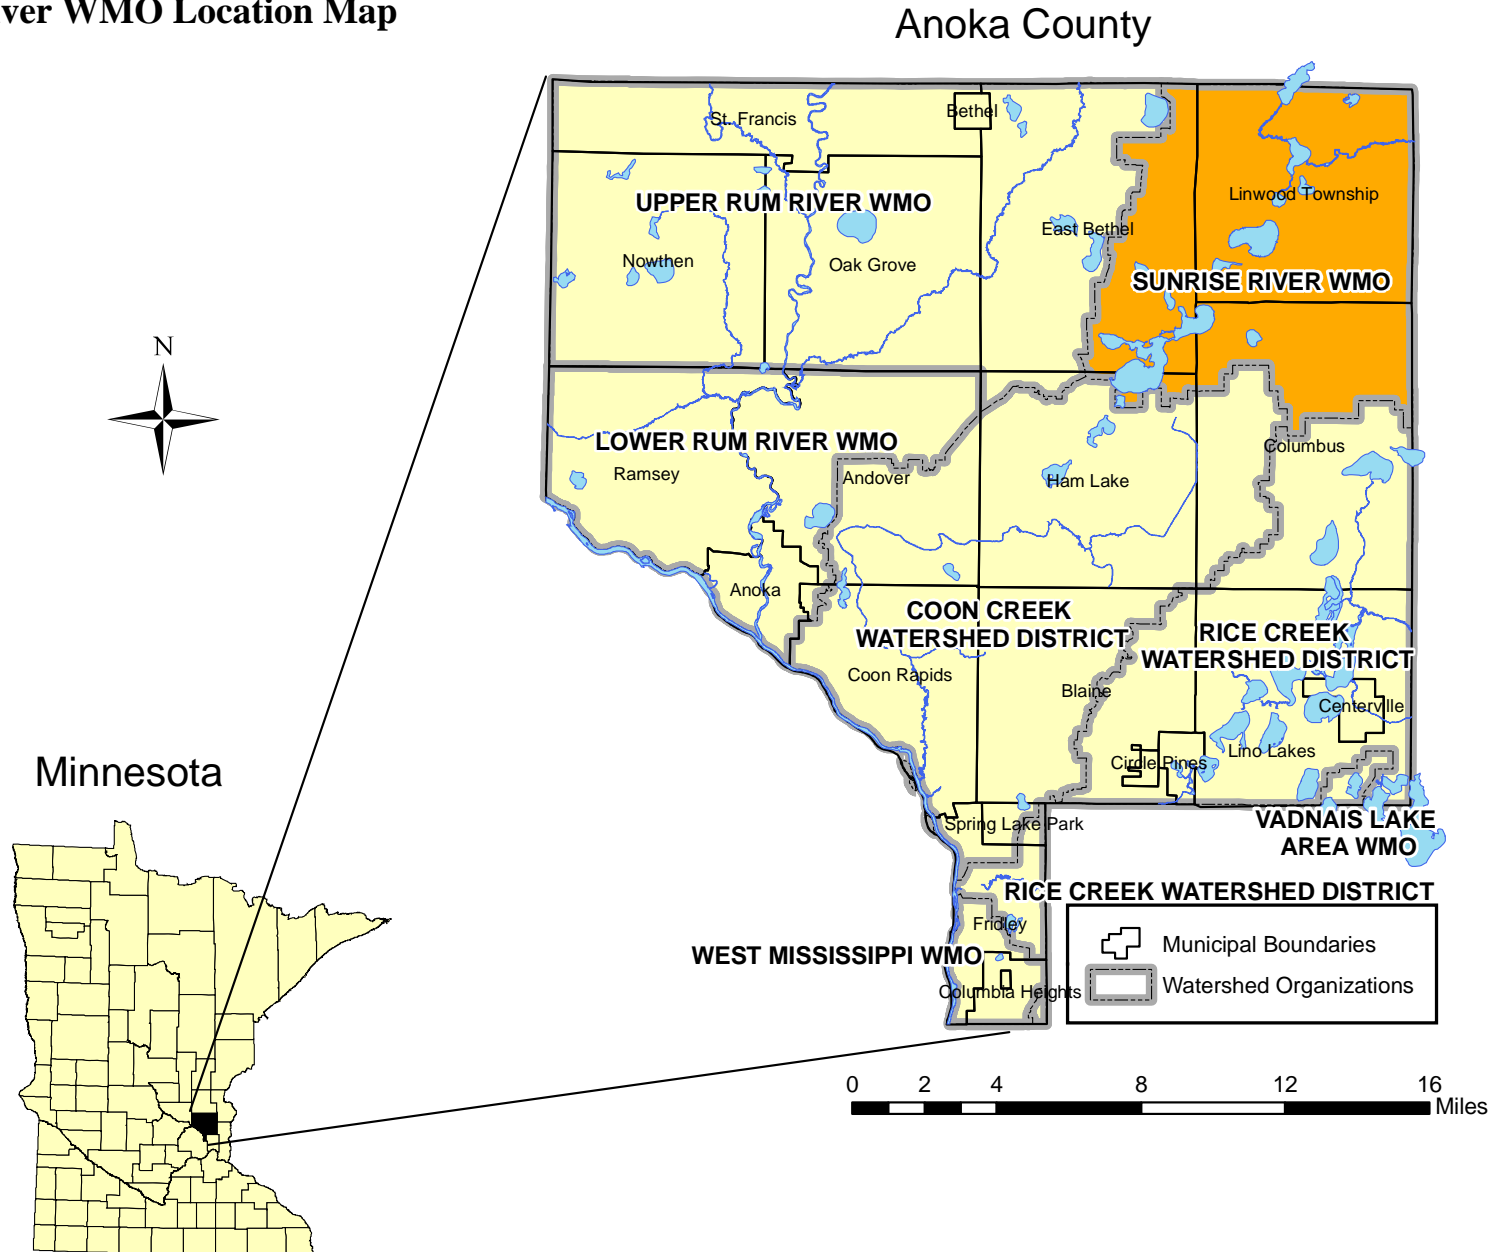 ver WMO Location Map
Anoka County
St. Francis
Bethel
Linwood Township
UPPER RUM RIVER WMO
East Bethel
Nowthen
Oak Grove
SUNRISE RIVER WMO
N
LOWER RUM RIVER WMO
Columbus
Ramsey
Andover
Ham Lake
Anoka
COON CREEK
WATERSHED DISTRICT
RICE CREEK
WATERSHED DISTRICT
Coon Rapids
Blaine
Centerville
Lino Lakes
Circle Pines
Minnesota
Spring Lake Park
VADNAIS LAKE
AREA WMO
RICE CREEK WATERSHED DISTRICT
Fridley
WEST MISSISSIPPI WMO
Columbia Heights
Municipal Boundaries
Watershed Organizations
0 2 4 8 12 16
Miles